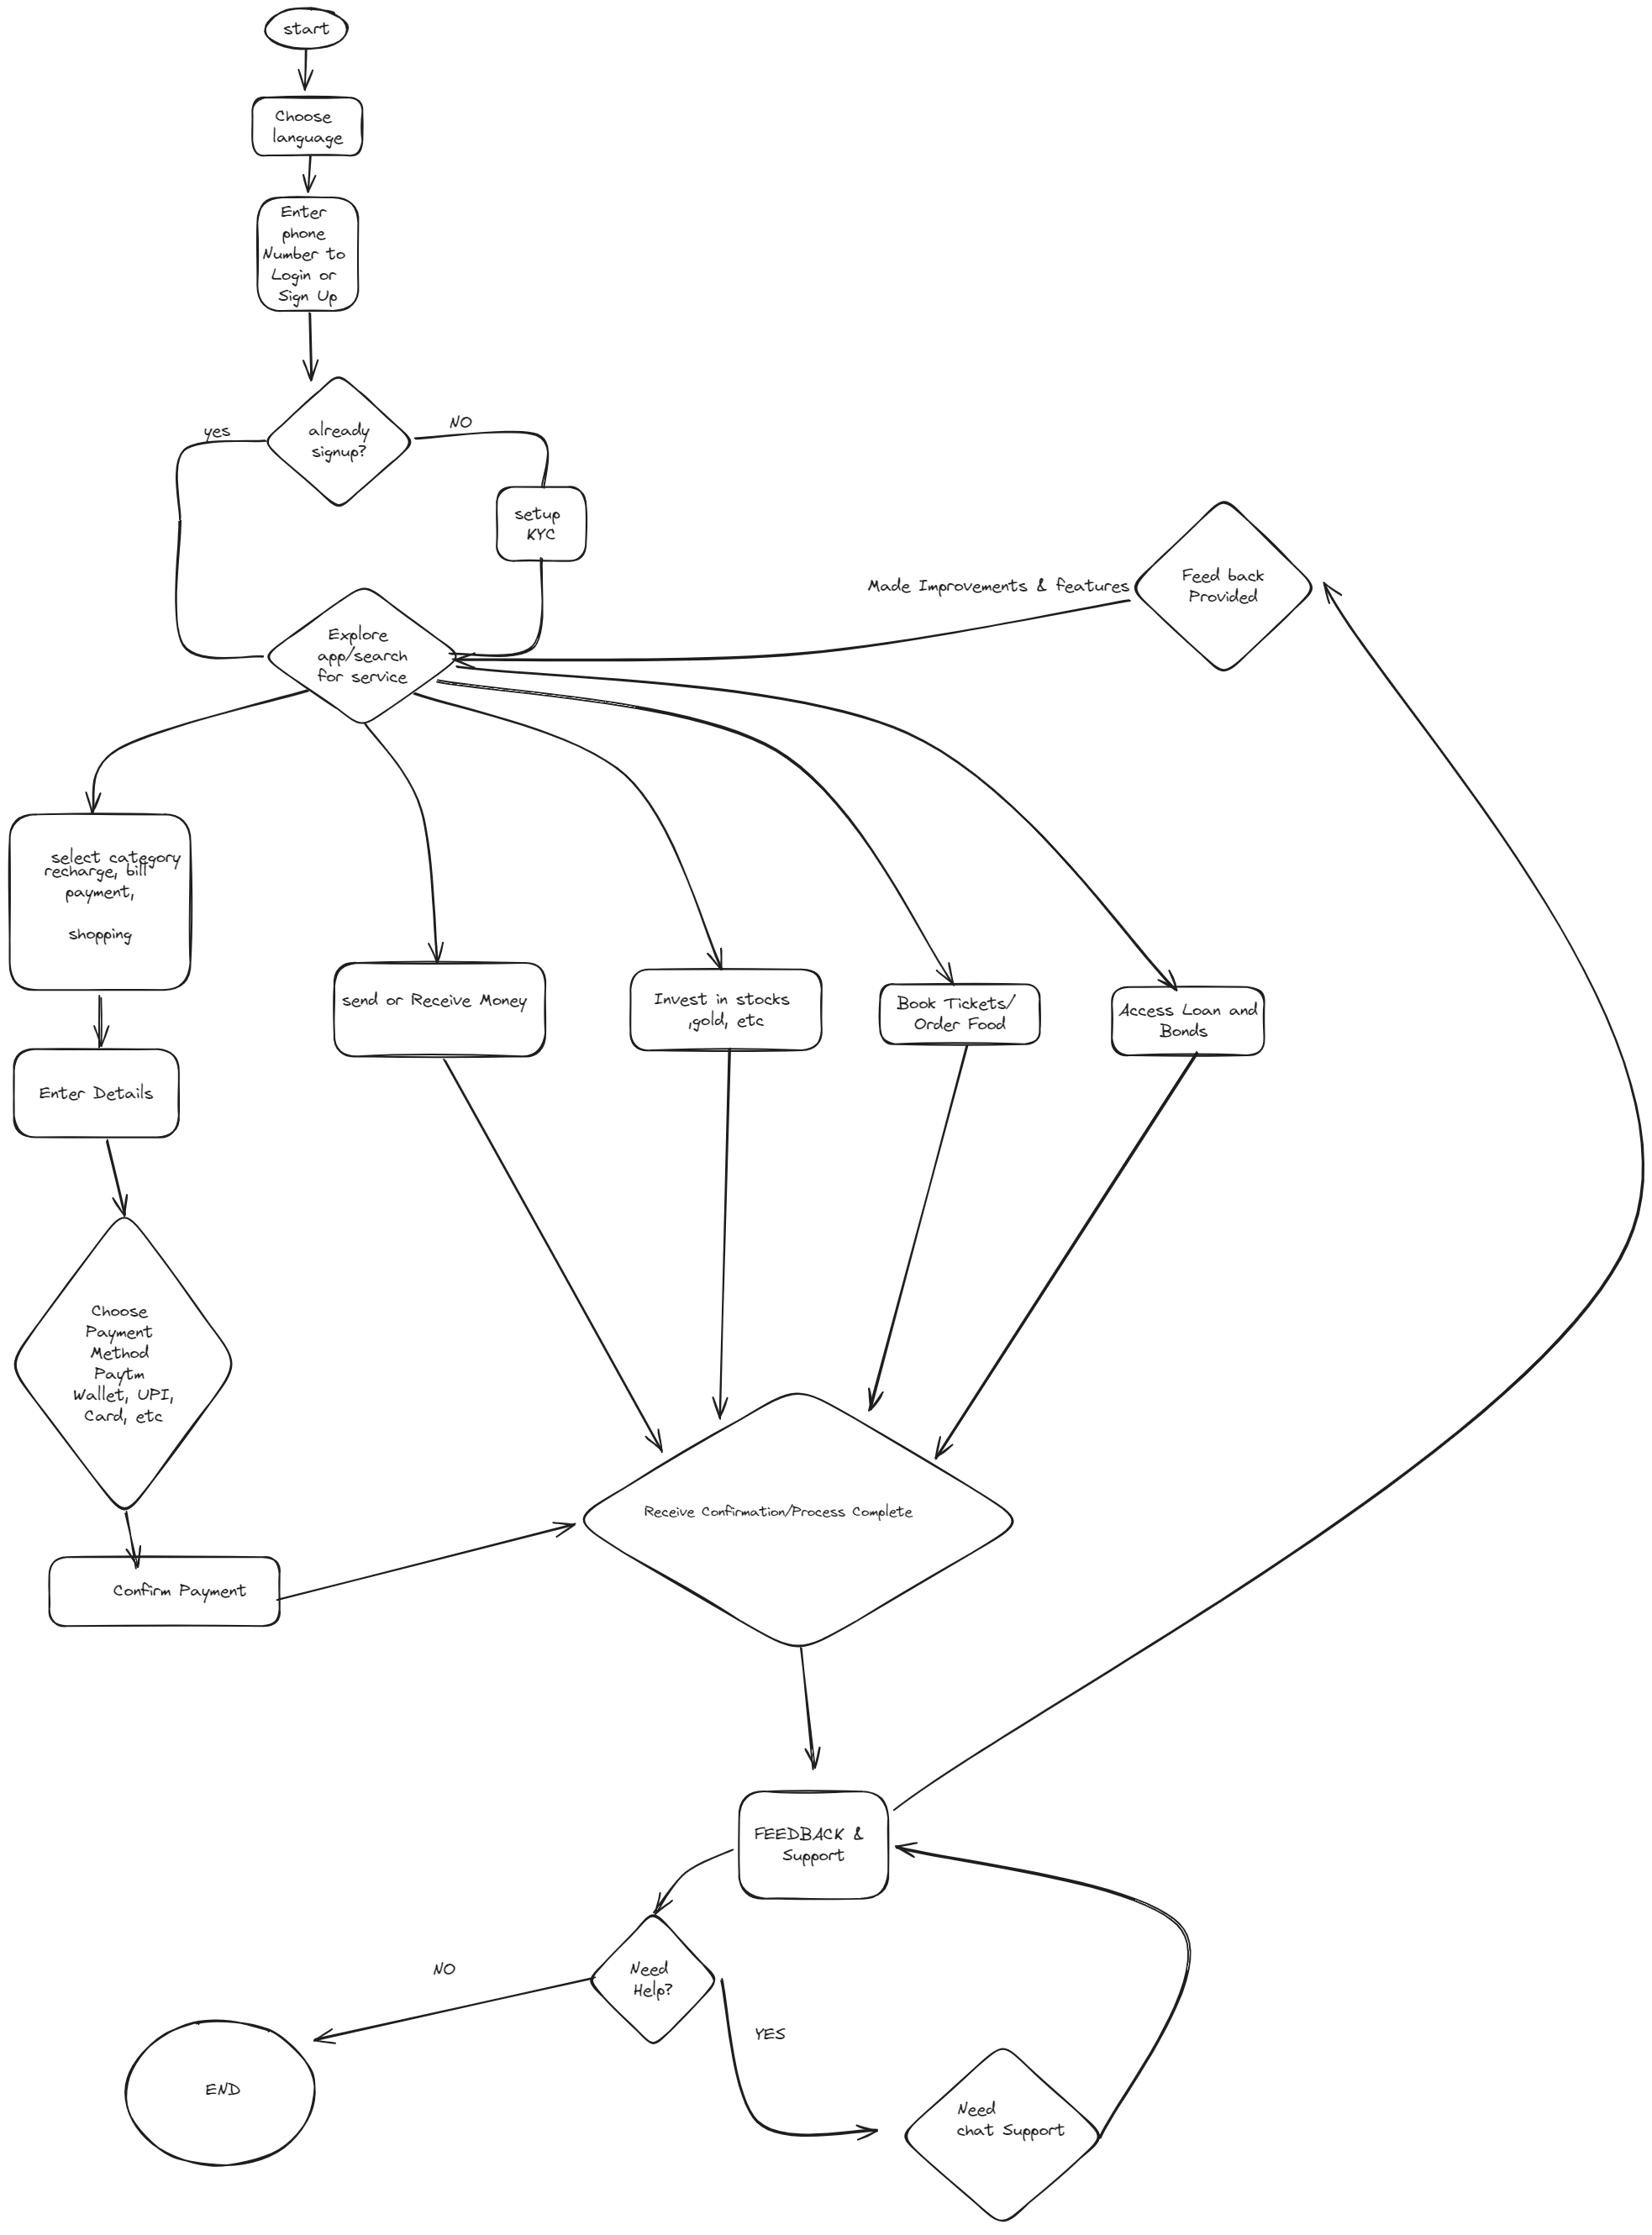 start
Choose
language
Enter
phone
Number to
Login or
Sign Up
already
signup?
yes
NO
setup
KYC
Feed back
Provided
Made Improvements & features
Explore
app/search
for service
select category
recharge, bill
payment,
shopping
send or Receive Money
Invest in stocks
,gold, etc
Book Tickets/
Order Food
Access Loan and
Bonds
Enter Details
Choose
Payment
Method
Paytm
Wallet, UPI,
Card, etc
Confirm Payment
Receive Confirmation/Process Complete
FEEDBACK &
Support
Need
Help?
NO
YES
END
Need
chat Support